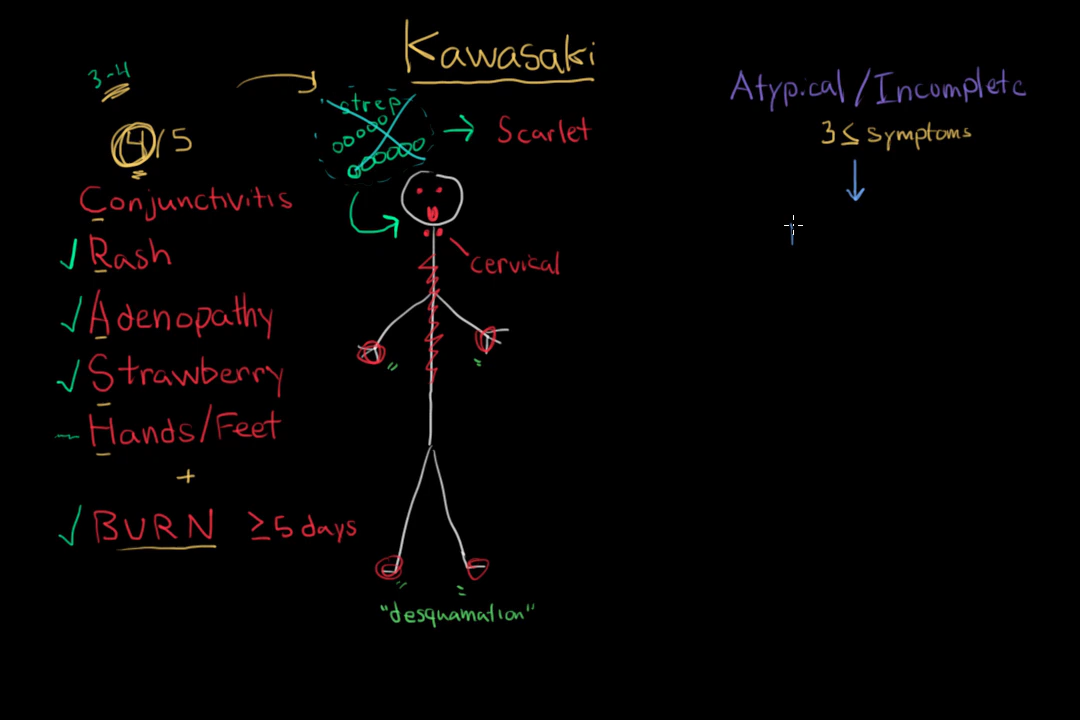 Kawasaki
3-4
4/5
Conjunctivitis
Rash
Adenopathy
Strawberry
Hands/Feet
+
BURN ≥5 days
strep
Scarlet
cervical
"desquamation"
Atypical/Incomplete
3≤ symptoms